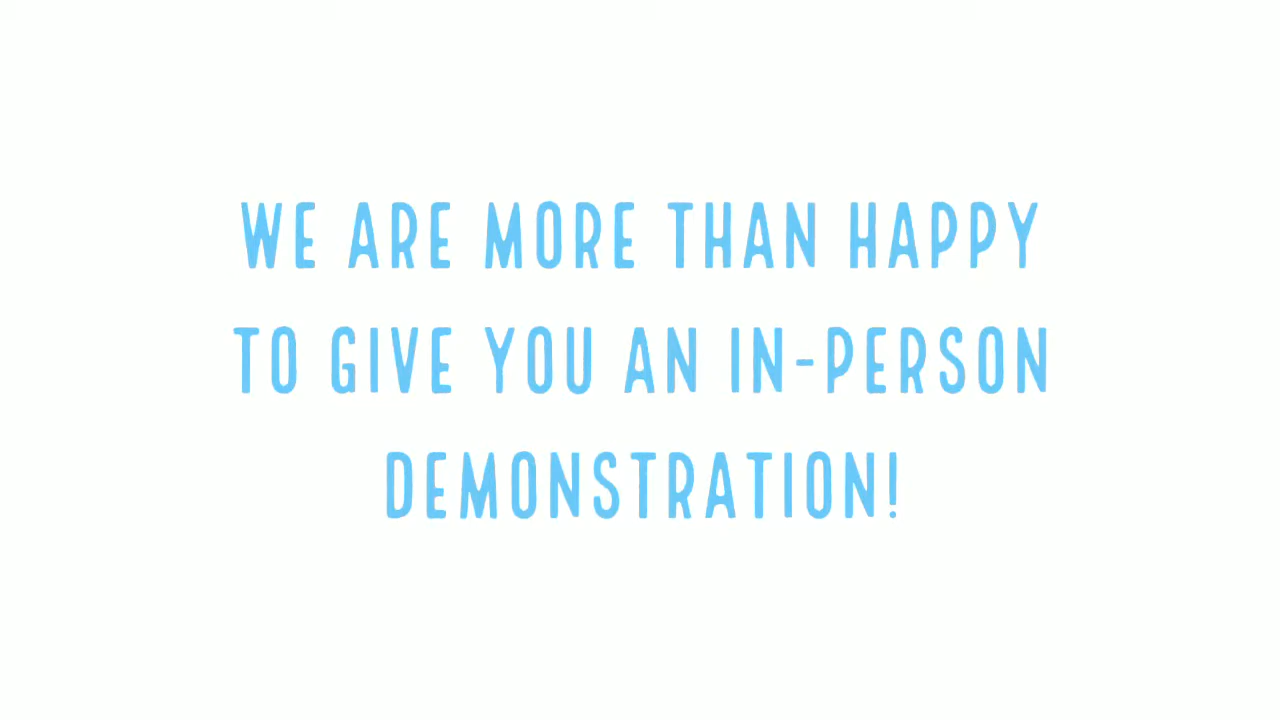 WE ARE MORE THAN HAPPY
TO GIVE YOU AN IN-PERSON
DEMONSTRATION!